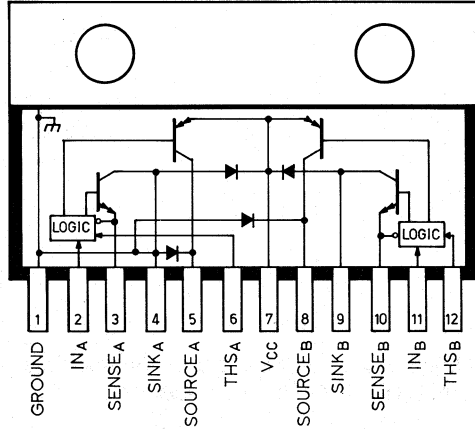 LOGIC
LOGIC
1 2 3 4 5 6 7 8 9 10 11 12
GROUND
INA
SENSEA
SINKA
SOURCEA
THSA
VCC
SOURCEB
SINKB
SENSEB
INB
THSB